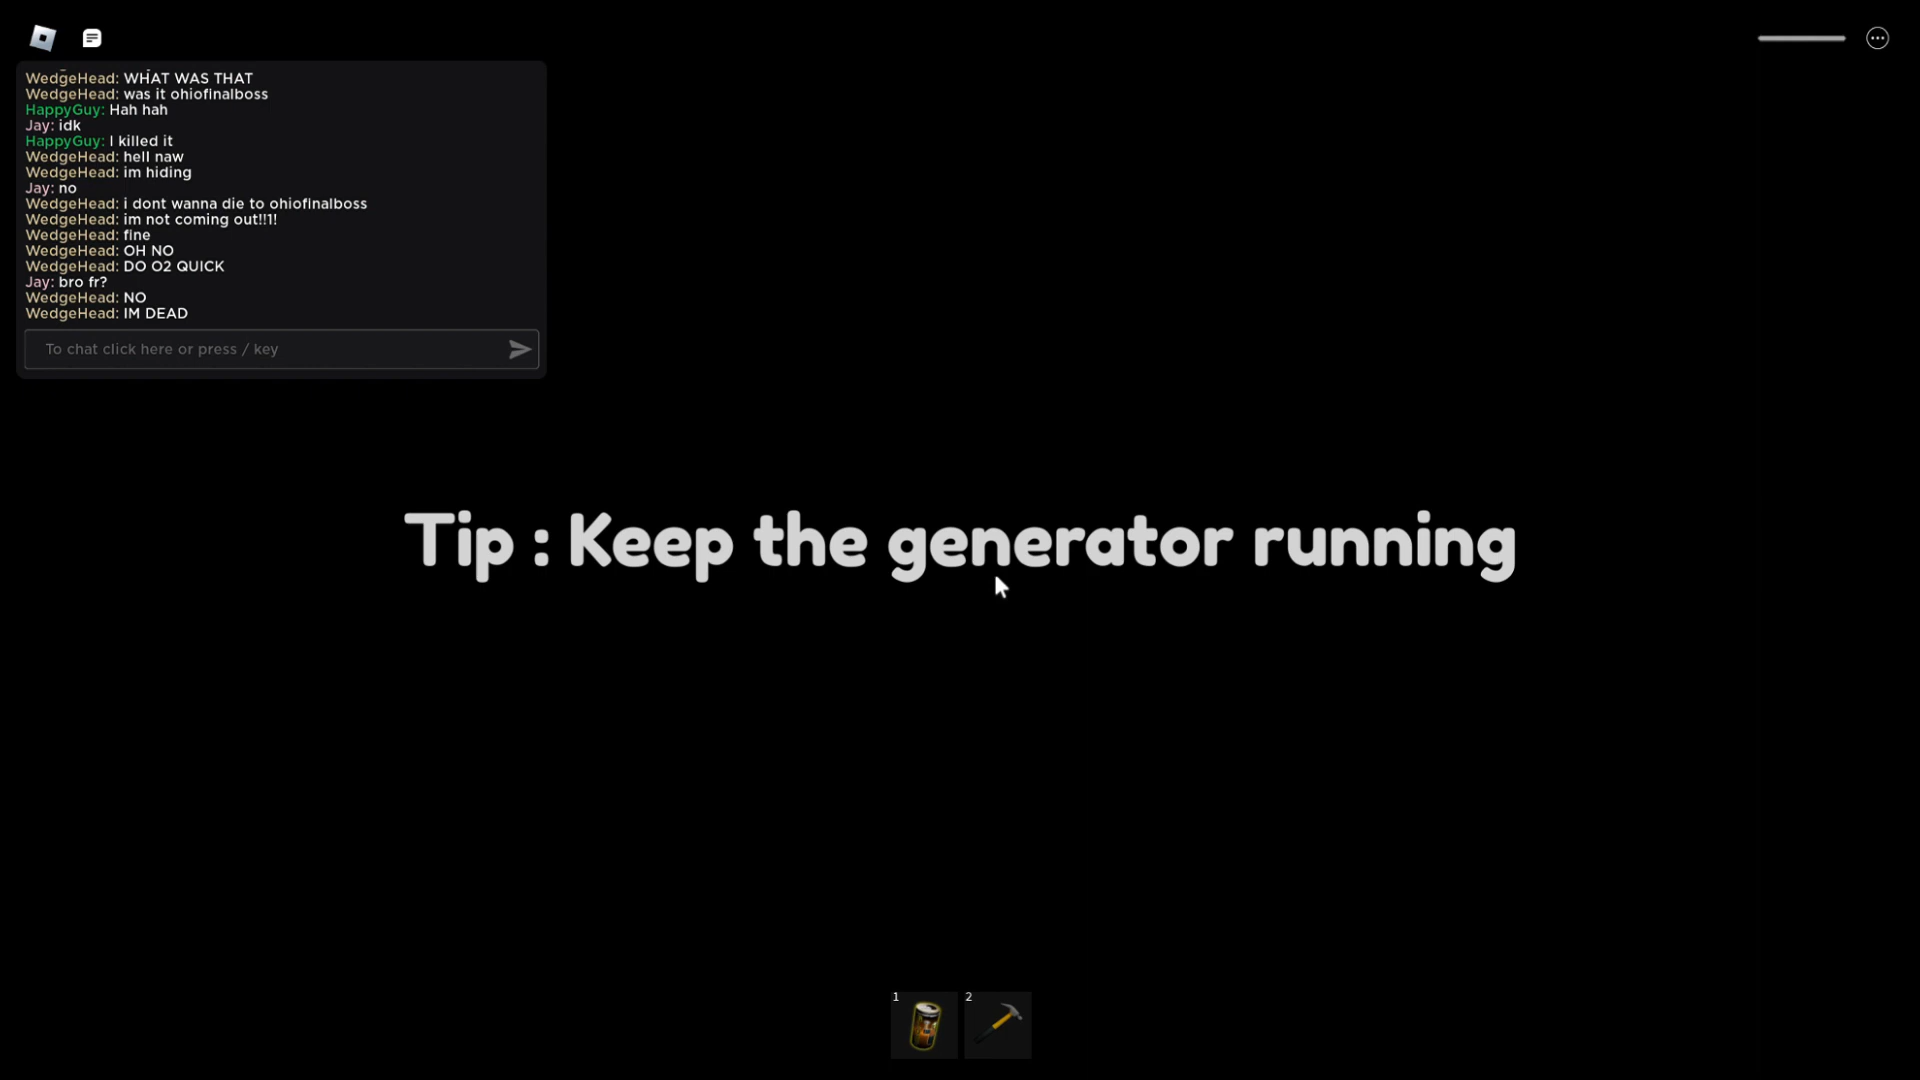 WedgeHead: WHAT WAS THAT
WedgeHead: was it ohiofinalboss
HappyGuy: Hah hah
Jay: idk
HappyGuy: I killed it
WedgeHead: hell naw
WedgeHead: im hiding
Jay: no
WedgeHead: i dont wanna die to ohiofinalboss
WedgeHead: im not coming out!!1!
WedgeHead: fine
WedgeHead: OH NO
WedgeHead: DO O2 QUICK
Jay: bro fr?
WedgeHead: NO
WedgeHead: IM DEAD
To chat click here or press / key
Tip : Keep the generator running
1
2